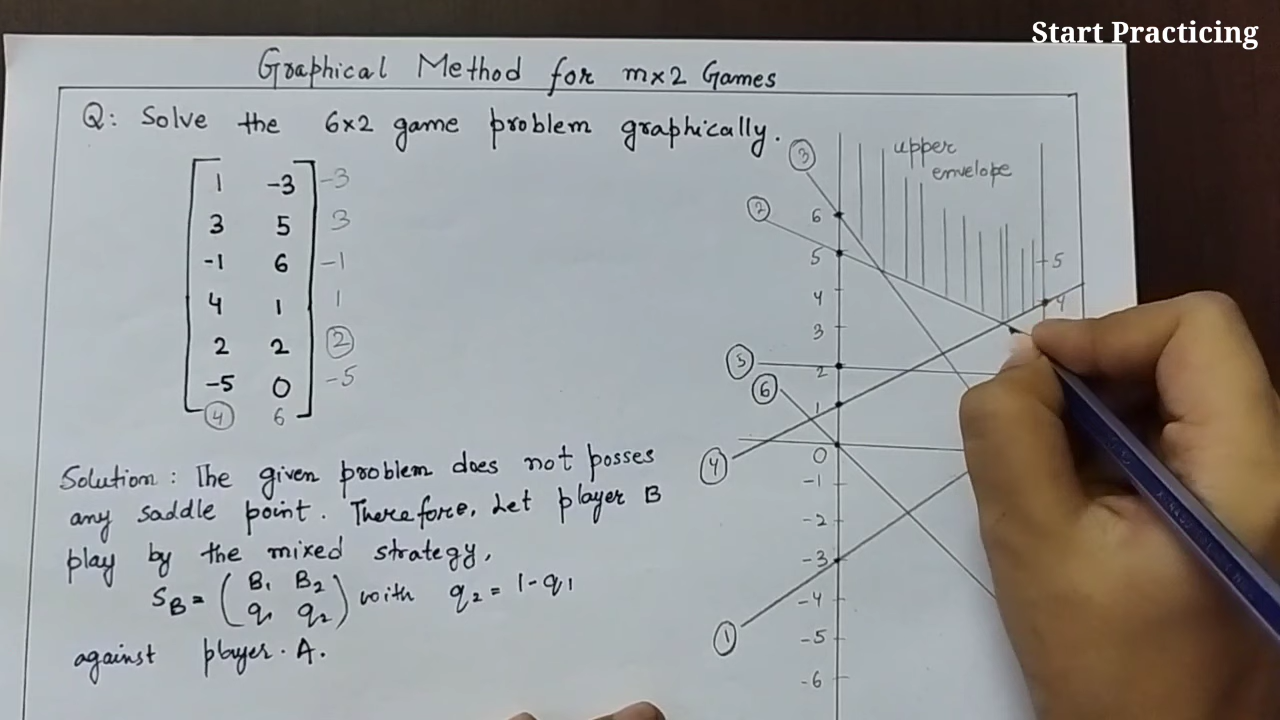 Start Practicing
Graphical Method for m×2 Games
Q: Solve the 6×2 game problem graphically.
1 -3 -3
3 5 3
-1 6 -1
4 1 1
2 2 2
-5 0 -5
4 6
Solution: The given problem does not posses
any saddle point. Therefore, Let player B
play by the mixed strategy,
S_B = ( B₁ B₂
q₁ q₂ ) with q₂ = 1-q₁
against player. A.
upper
envelope
3
2
6
5
4
3
5
2
6
1
4
0
-1
-2
-3
-4
1
-5
-6
5
4